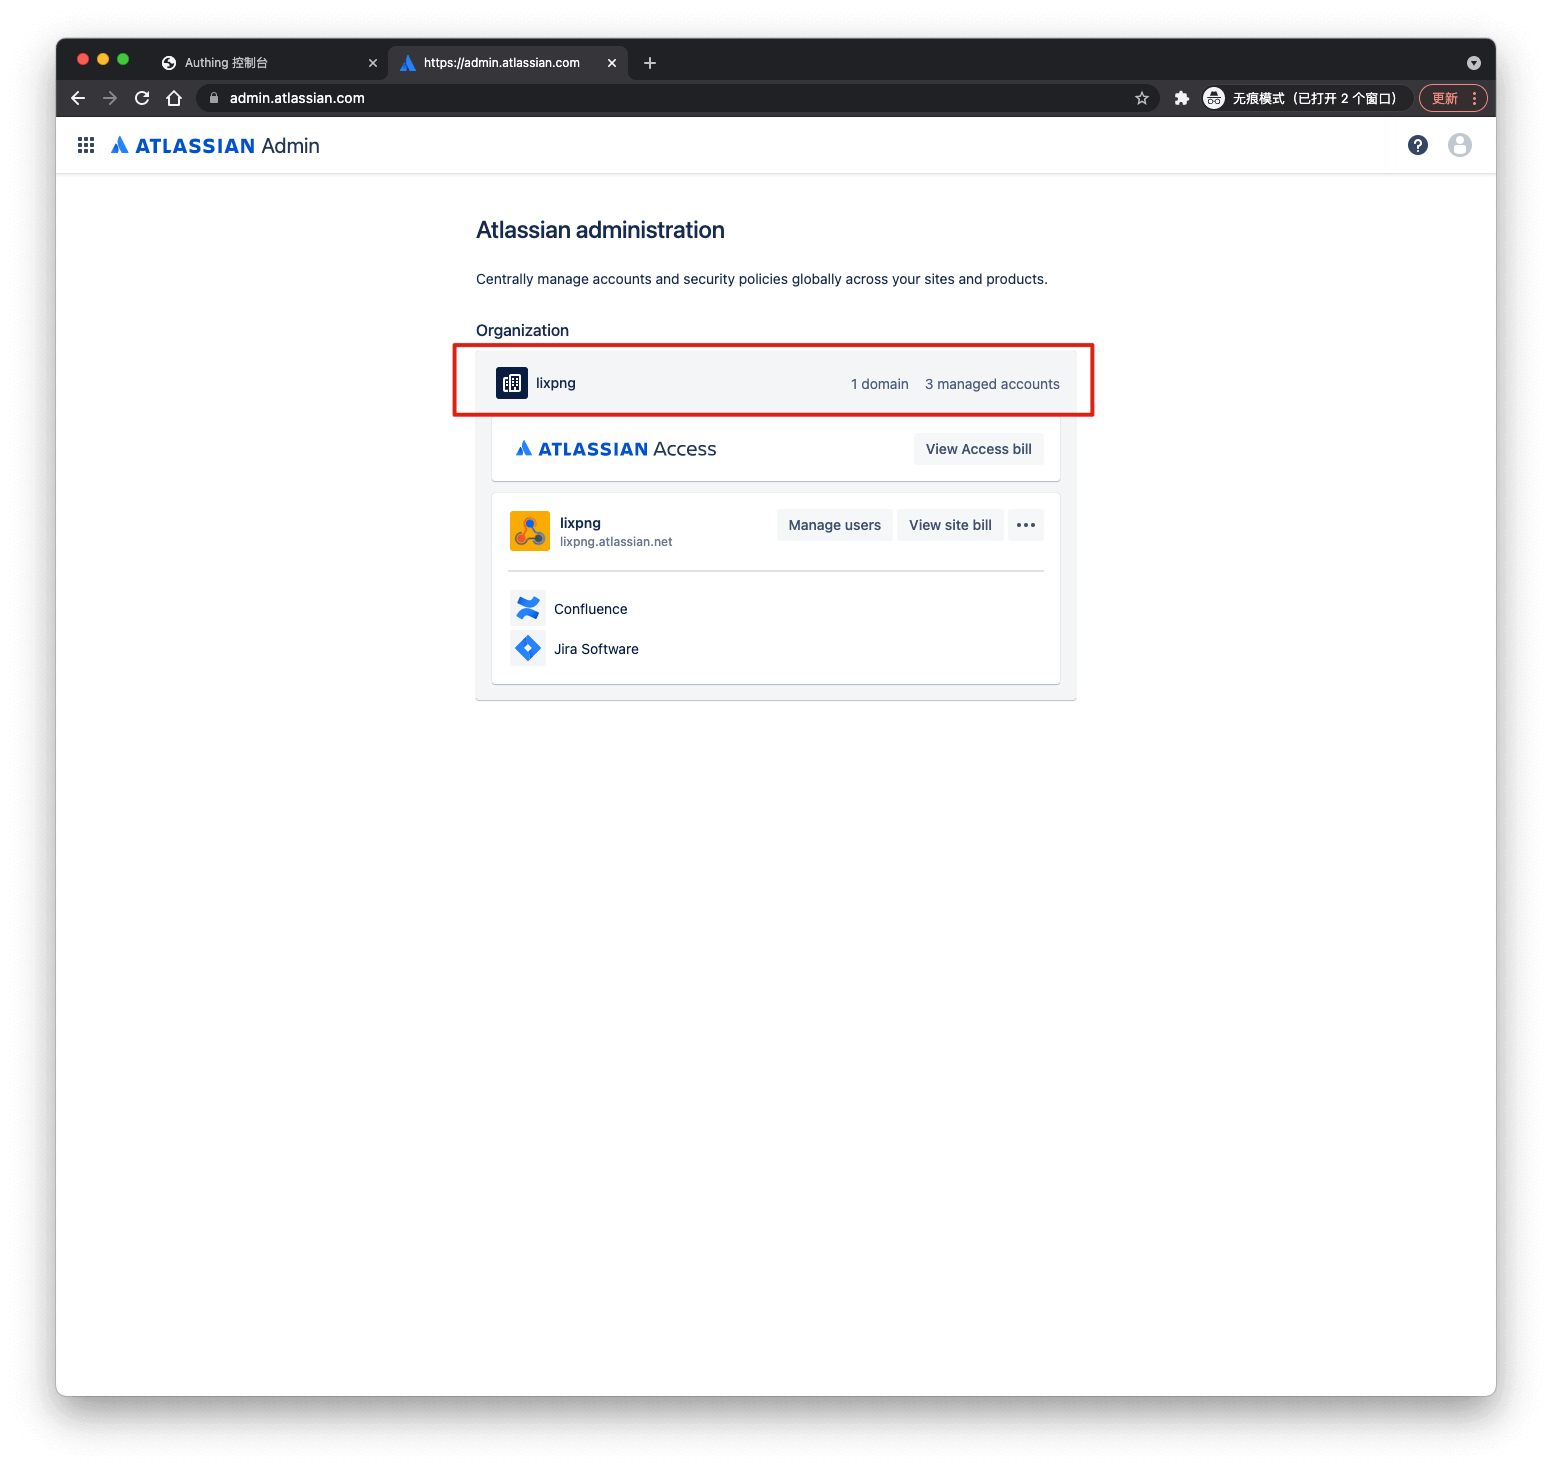 Authing 控制台
https://admin.atlassian.com
admin.atlassian.com
无痕模式（已打开 2 个窗口）
更新
ATLASSIAN Admin
Atlassian administration
Centrally manage accounts and security policies globally across your sites and products.
Organization
lixpng
1 domain
3 managed accounts
ATLASSIAN Access
View Access bill
lixpng
lixpng.atlassian.net
Manage users
View site bill
Confluence
Jira Software